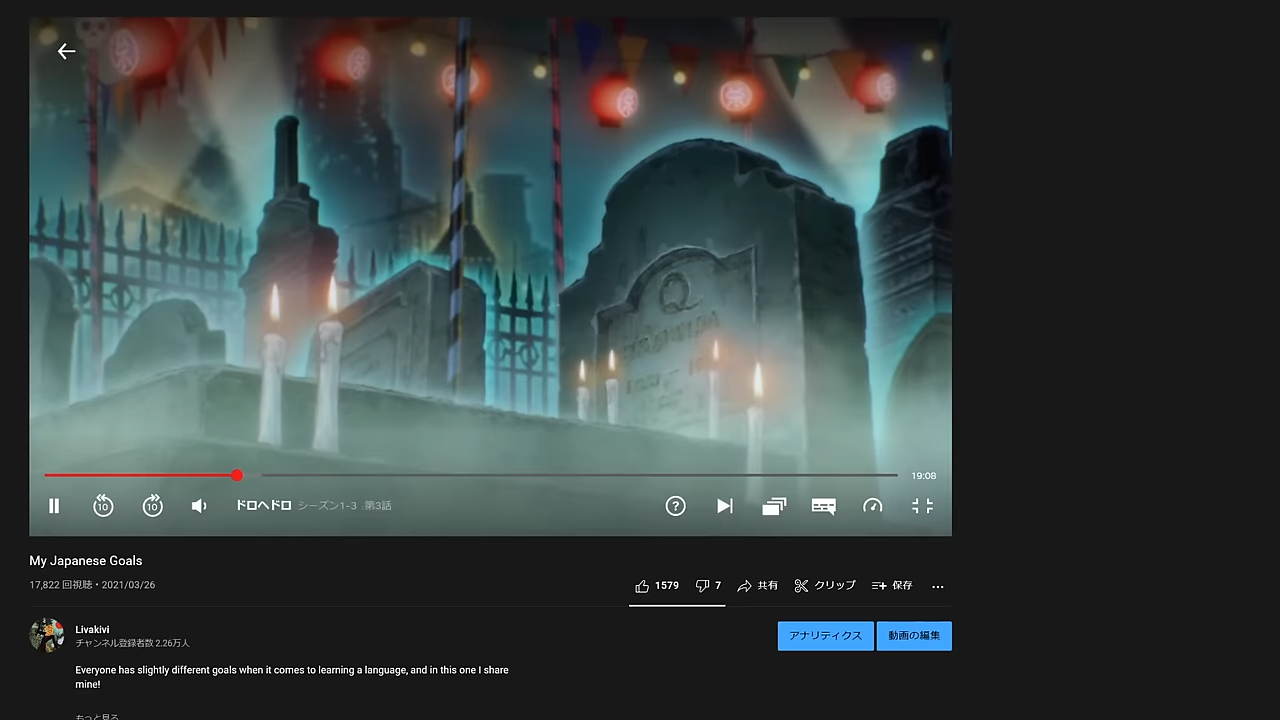 Q
19:08
10
10
ドロヘドロ シーズン1-3 第3話
?
My Japanese Goals
17,822 回視聴・2021/03/26
1579
7
共有
クリップ
保存
Livakivi
チャンネル登録者数 2.26万人
アナリティクス
動画の編集
Everyone has slightly different goals when it comes to learning a language, and in this one I share
mine!
もっと見る